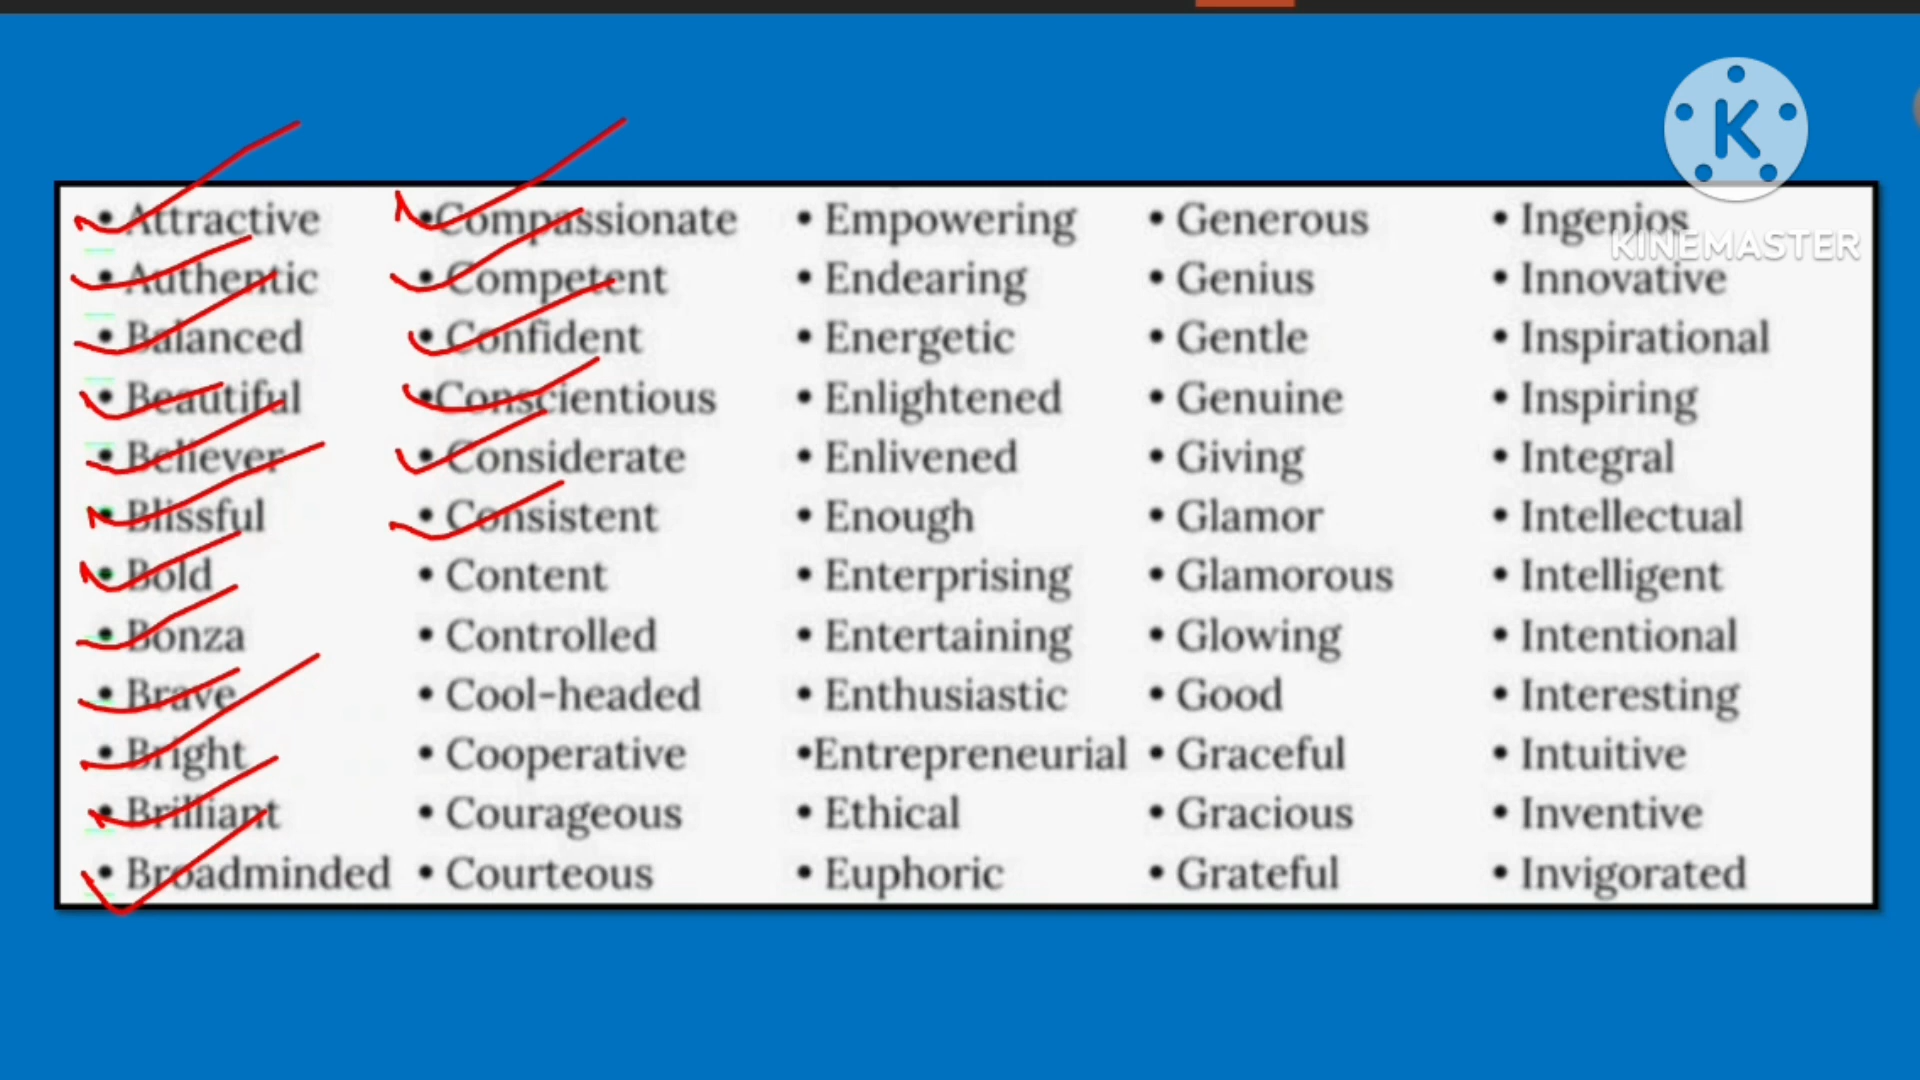 • Attractive •Compassionate • Empowering • Generous • Ingenios
KINEMASTER
• Authentic • Competent • Endearing • Genius • Innovative
• Balanced • Confident • Energetic • Gentle • Inspirational
• Beautiful •Conscientious • Enlightened • Genuine • Inspiring
• Believer • Considerate • Enlivened • Giving • Integral
• Blissful • Consistent • Enough • Glamor • Intellectual
• Bold • Content • Enterprising • Glamorous • Intelligent
• Bonza • Controlled • Entertaining • Glowing • Intentional
• Brave • Cool-headed • Enthusiastic • Good • Interesting
• Bright • Cooperative •Entrepreneurial • Graceful • Intuitive
• Brilliant • Courageous • Ethical • Gracious • Inventive
• Broadminded • Courteous • Euphoric • Grateful • Invigorated